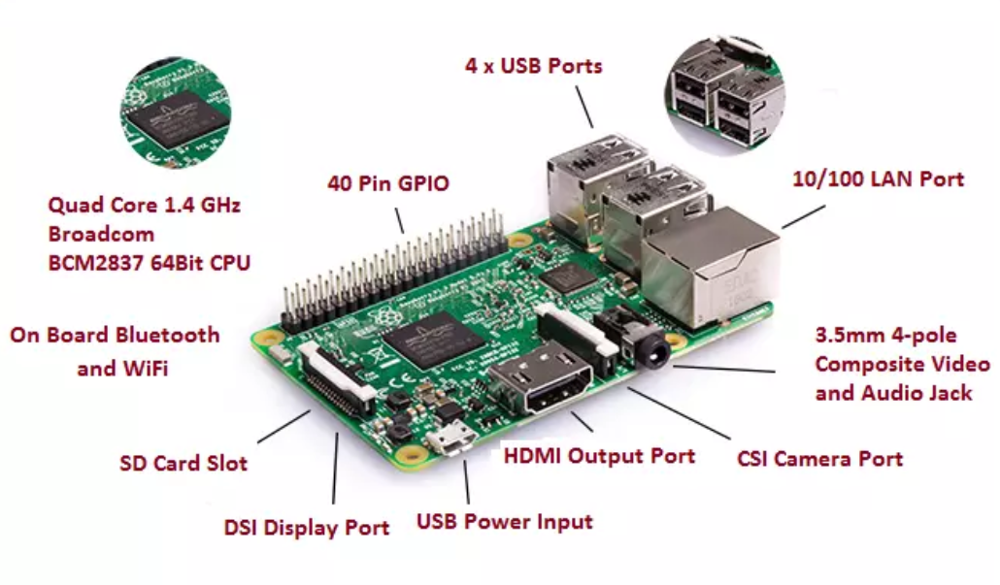 4 x USB Ports
40 Pin GPIO
10/100 LAN Port
Quad Core 1.4 GHz
Broadcom
BCM2837 64Bit CPU
On Board Bluetooth
and WiFi
3.5mm 4-pole
Composite Video
and Audio Jack
SD Card Slot
HDMI Output Port
CSI Camera Port
DSI Display Port
USB Power Input